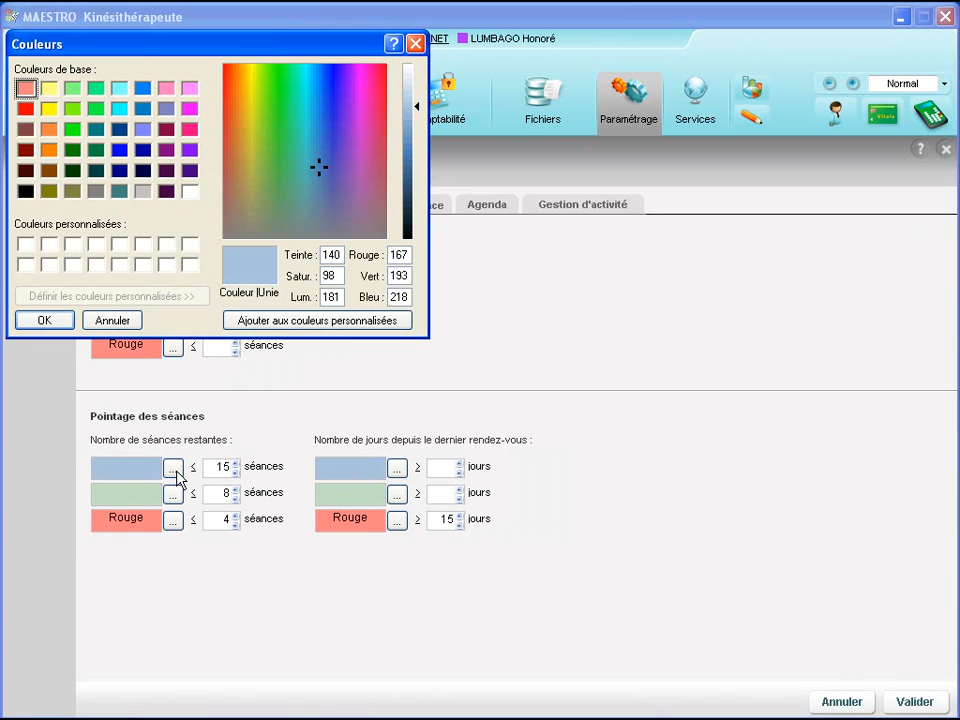 MAESTRO Kinésithérapeute
Couleurs
NET LUMBAGO Honoré
Couleurs de base :
Fichiers Paramétrage Services
Normal
Vitale
Agenda Gestion d'activité
Couleurs personnalisées :
Teinte : 140 Rouge : 167
Satur. : 98 Vert : 193
Couleur |Unie Lum. : 181 Bleu : 218
Définir les couleurs personnalisées >>
OK Annuler Ajouter aux couleurs personnalisées
Rouge ... ≤ séances
Pointage des séances
Nombre de séances restantes : Nombre de jours depuis le dernier rendez-vous :
... ≤ 15 séances ... ≥ jours
... ≤ 8 séances ... ≥ jours
Rouge ... ≤ 4 séances Rouge ... ≥ 15 jours
Annuler Valider